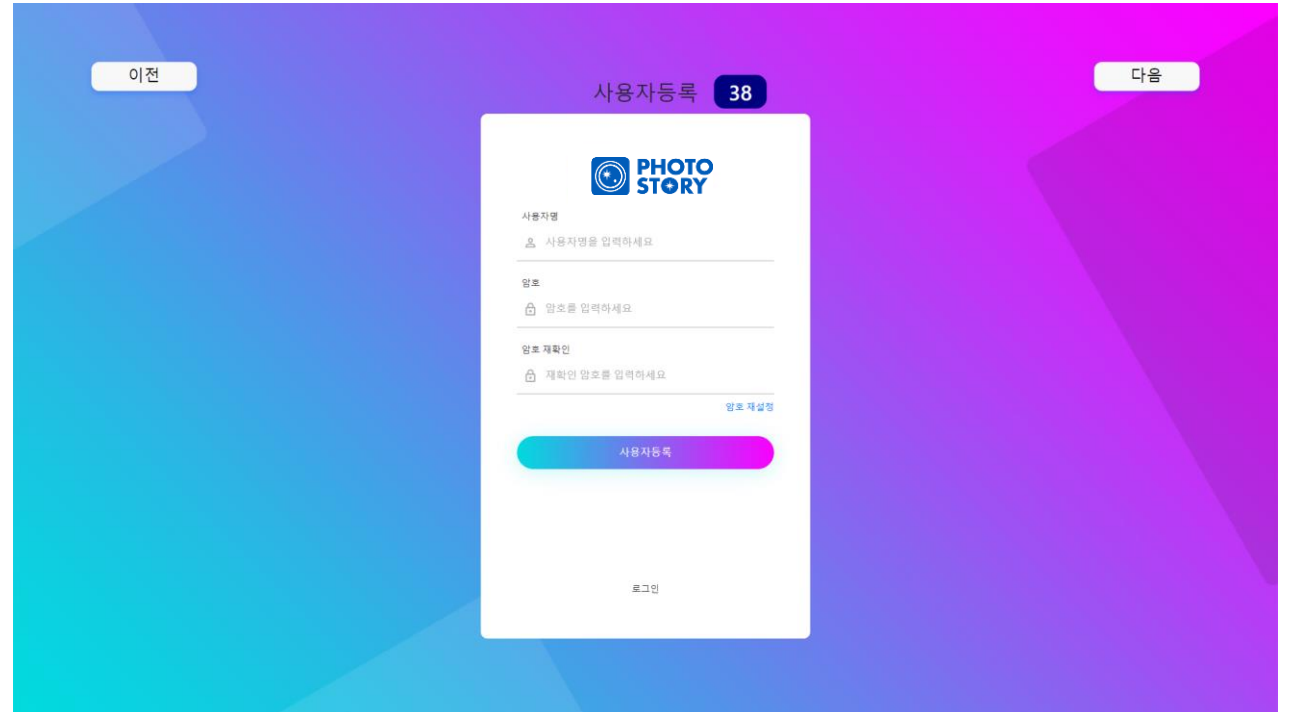 이전
다음
사용자등록 38
PHOTO
STORY
사용자명
사용자명을 입력하세요
암호
암호를 입력하세요
암호 재확인
재확인 암호를 입력하세요
암호 재설정
사용자등록
로그인